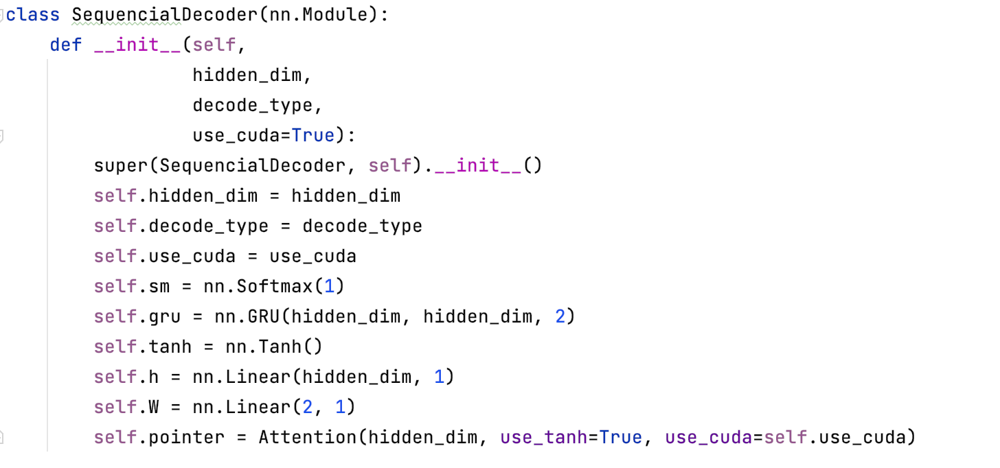 class SequencialDecoder(nn.Module):
    def __init__(self,
                 hidden_dim,
                 decode_type,
                 use_cuda=True):
        super(SequencialDecoder, self).__init__()
        self.hidden_dim = hidden_dim
        self.decode_type = decode_type
        self.use_cuda = use_cuda
        self.sm = nn.Softmax(1)
        self.gru = nn.GRU(hidden_dim, hidden_dim, 2)
        self.tanh = nn.Tanh()
        self.h = nn.Linear(hidden_dim, 1)
        self.W = nn.Linear(2, 1)
        self.pointer = Attention(hidden_dim, use_tanh=True, use_cuda=self.use_cuda)